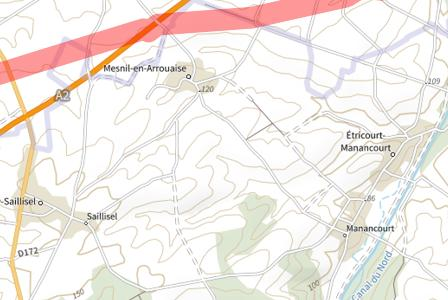 Mesnil-en-Arrouaise
109
A2
120
Étricourt-
Manancourt
186
Saillisel
Saillisel
Manancourt
D172
Canal du Nord
150
100